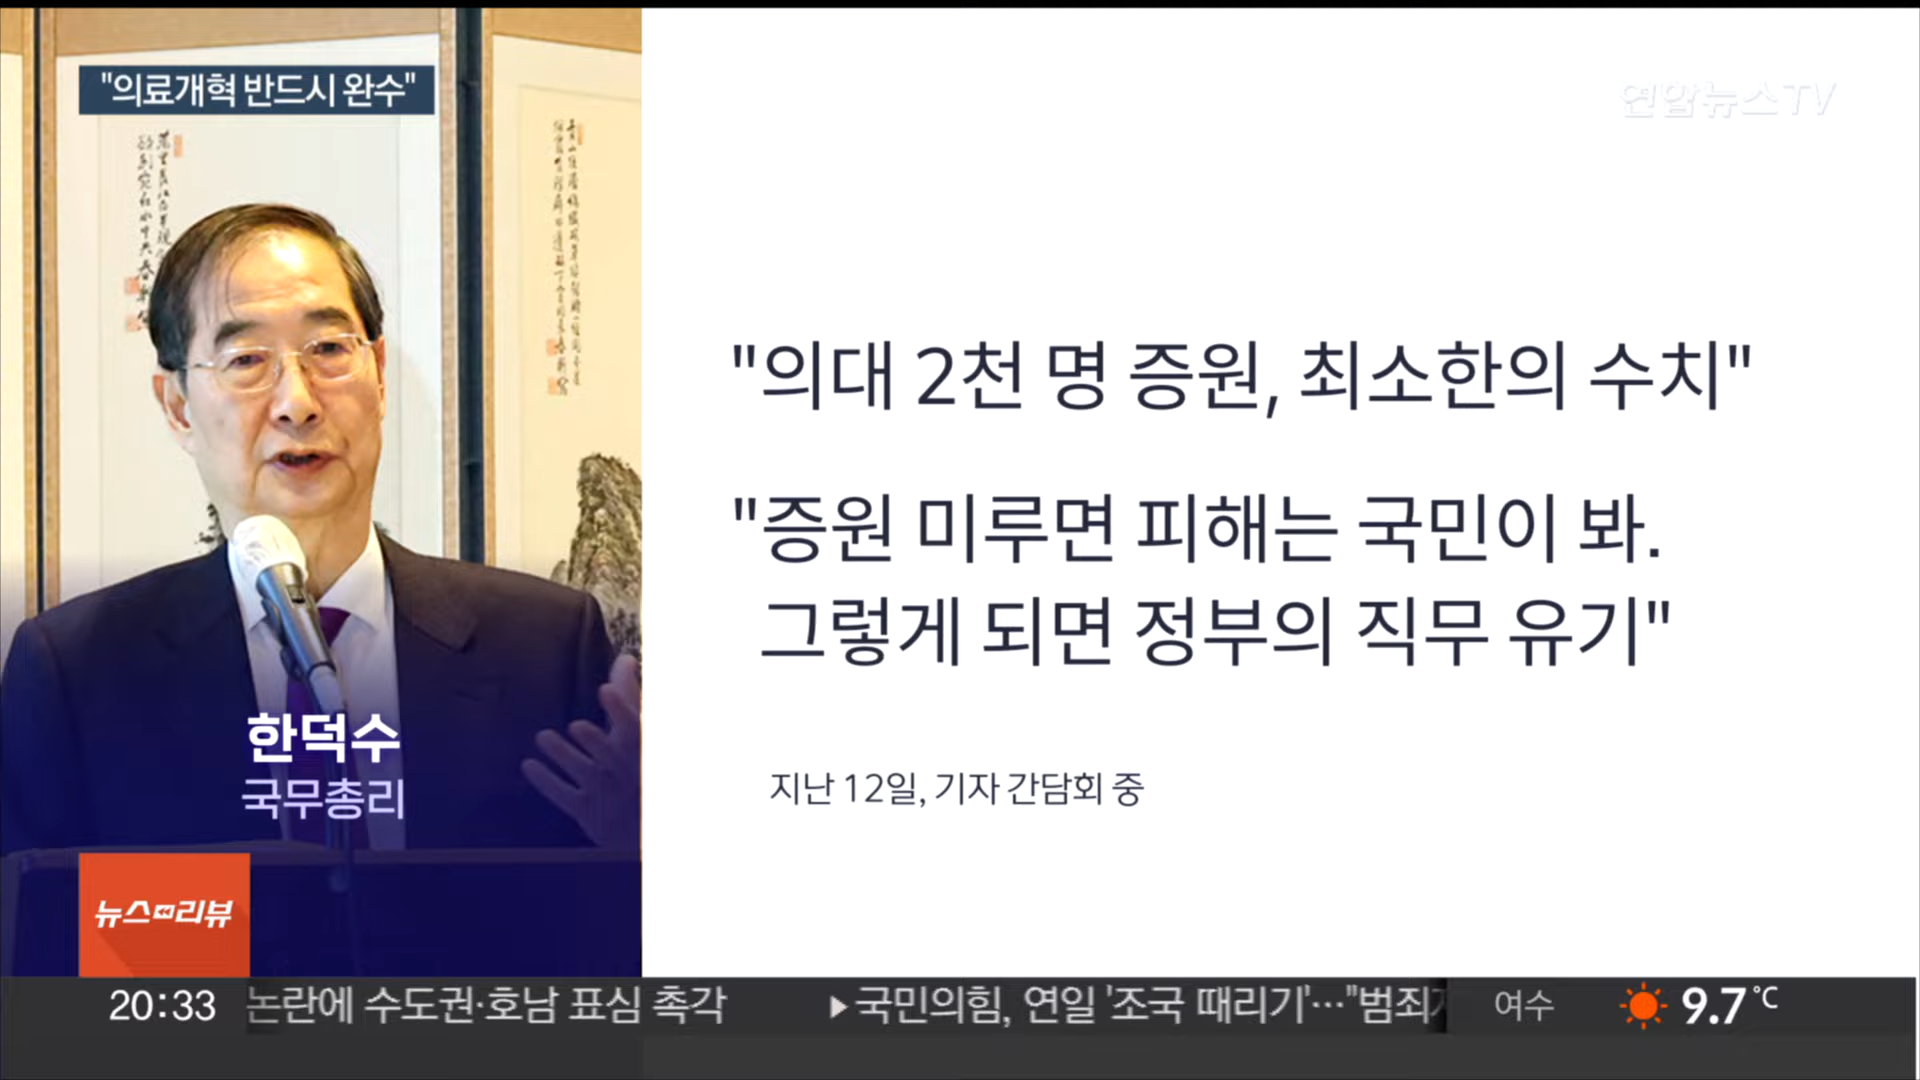 "의료개혁 반드시 완수"
연합뉴스TV
"의대 2천 명 증원, 최소한의 수치"
"증원 미루면 피해는 국민이 봐.
그렇게 되면 정부의 직무 유기"
지난 12일, 기자 간담회 중
한덕수
국무총리
뉴스리뷰
20:33 논란에 수도권·호남 표심 촉각 ▶국민의힘, 연일 '조국 때리기'…"범죄 여수 9.7℃